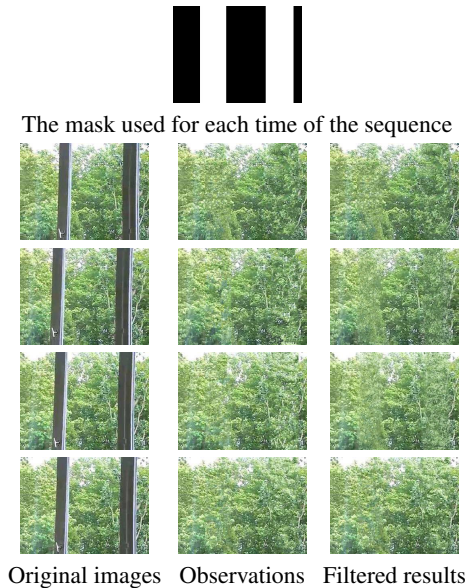 The mask used for each time of the sequence
Original images Observations Filtered results